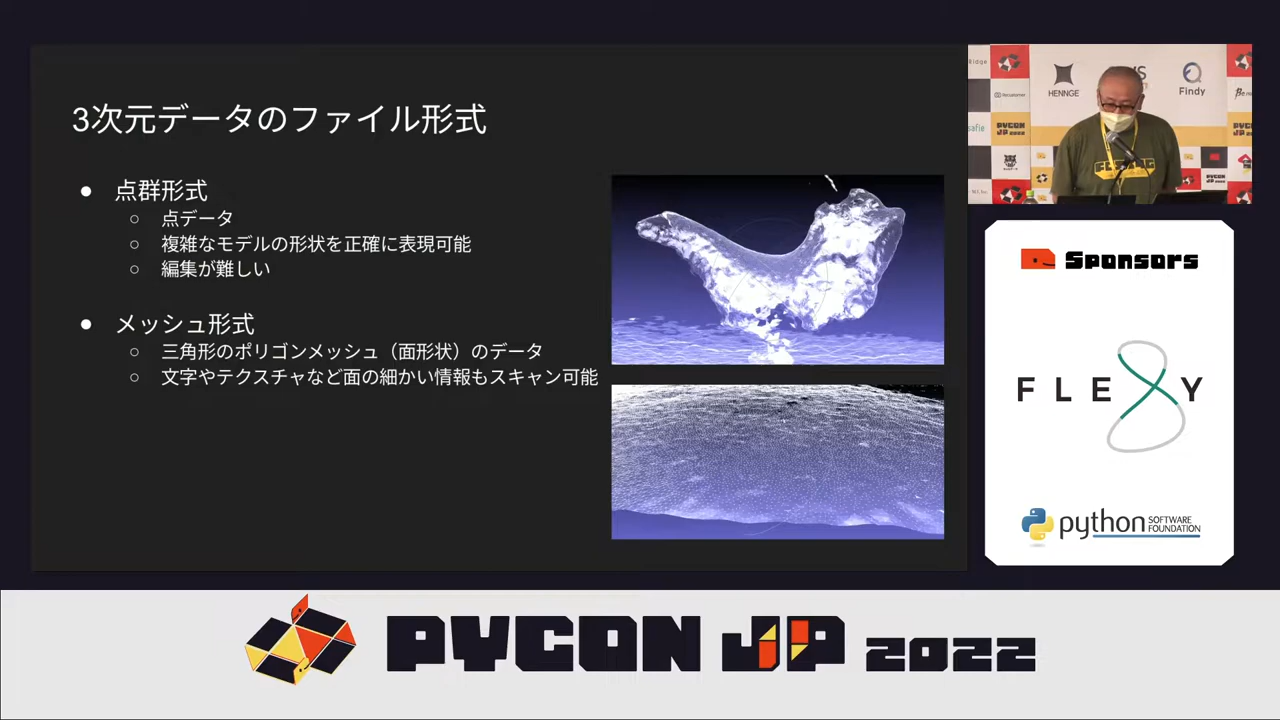 3次元データのファイル形式
● 点群形式
○ 点データ
○ 複雑なモデルの形状を正確に表現可能
○ 編集が難しい
● メッシュ形式
○ 三角形のポリゴンメッシュ（面形状）のデータ
○ 文字やテクスチャなど面の細かい情報もスキャン可能
HENNGE
Findy
PYCON
JP 2022
Sponsors
FLEXY
python SOFTWARE
FOUNDATION
PYCON JP 2022